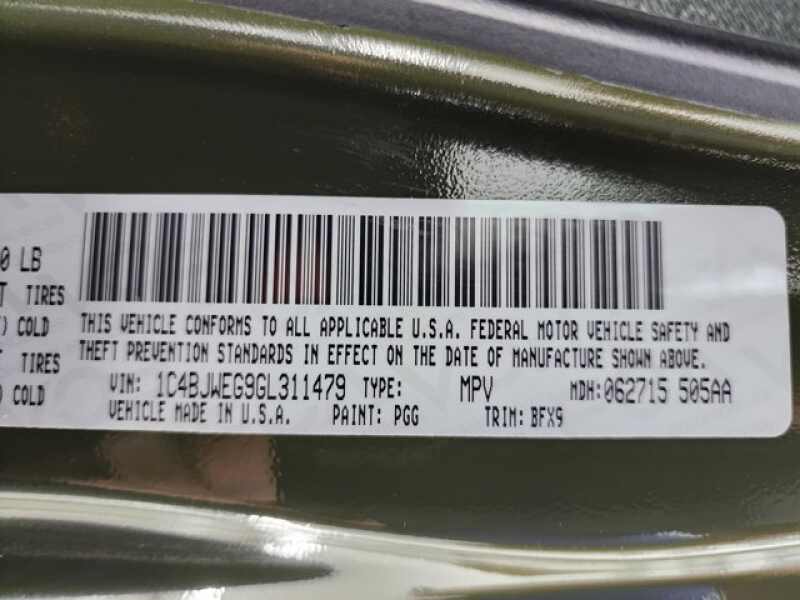 0 LB
T TIRES
) COLD
T TIRES
) COLD
THIS VEHICLE CONFORMS TO ALL APPLICABLE U.S.A. FEDERAL MOTOR VEHICLE SAFETY AND
THEFT PREVENTION STANDARDS IN EFFECT ON THE DATE OF MANUFACTURE SHOWN ABOVE.
VIN: 1C4BJWEG9GL311479 TYPE: MPV MDH:062715 505AA
VEHICLE MADE IN U.S.A. PAINT: PGG TRIM: BFX9